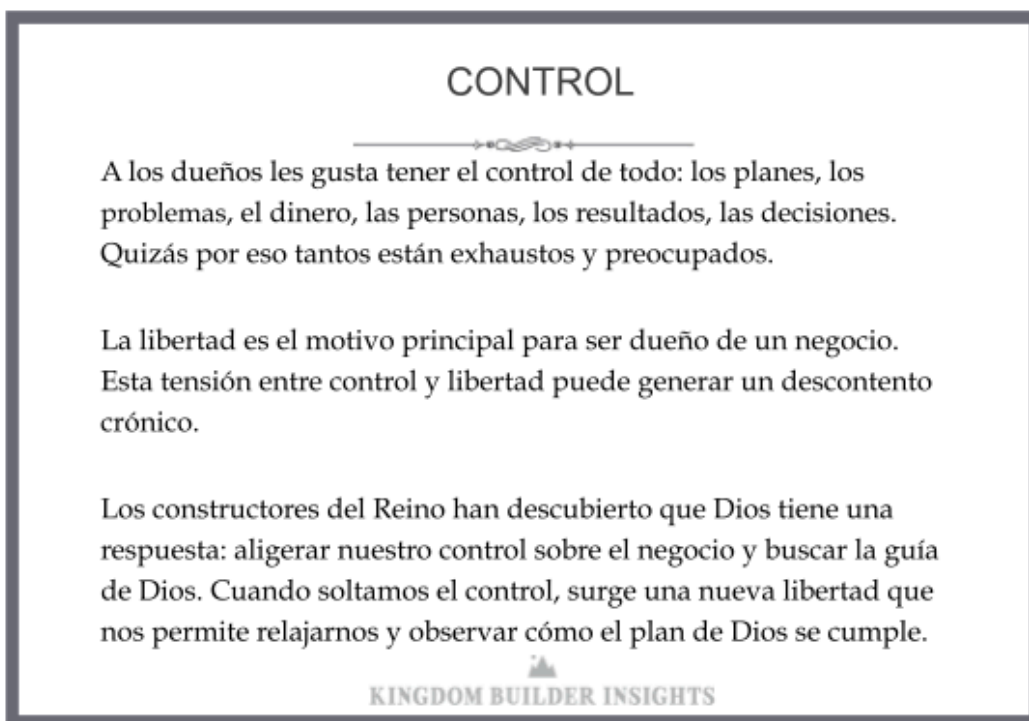 CONTROL
A los dueños les gusta tener el control de todo: los planes, los
problemas, el dinero, las personas, los resultados, las decisiones.
Quizás por eso tantos están exhaustos y preocupados.
La libertad es el motivo principal para ser dueño de un negocio.
Esta tensión entre control y libertad puede generar un descontento
crónico.
Los constructores del Reino han descubierto que Dios tiene una
respuesta: aligerar nuestro control sobre el negocio y buscar la guía
de Dios. Cuando soltamos el control, surge una nueva libertad que
nos permite relajarnos y observar cómo el plan de Dios se cumple.
KINGDOM BUILDER INSIGHTS